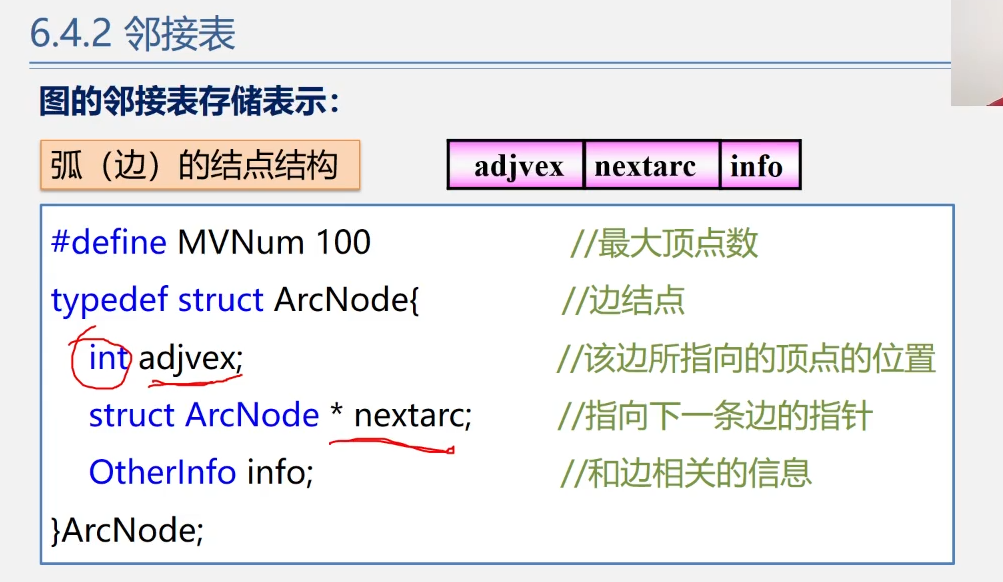 6.4.2 邻接表
图的邻接表存储表示：
弧（边）的结点结构
adjvex nextarc info
#define MVNum 100 //最大顶点数
typedef struct ArcNode{ //边结点
int adjvex; //该边所指向的顶点的位置
struct ArcNode * nextarc; //指向下一条边的指针
OtherInfo info; //和边相关的信息
}ArcNode;